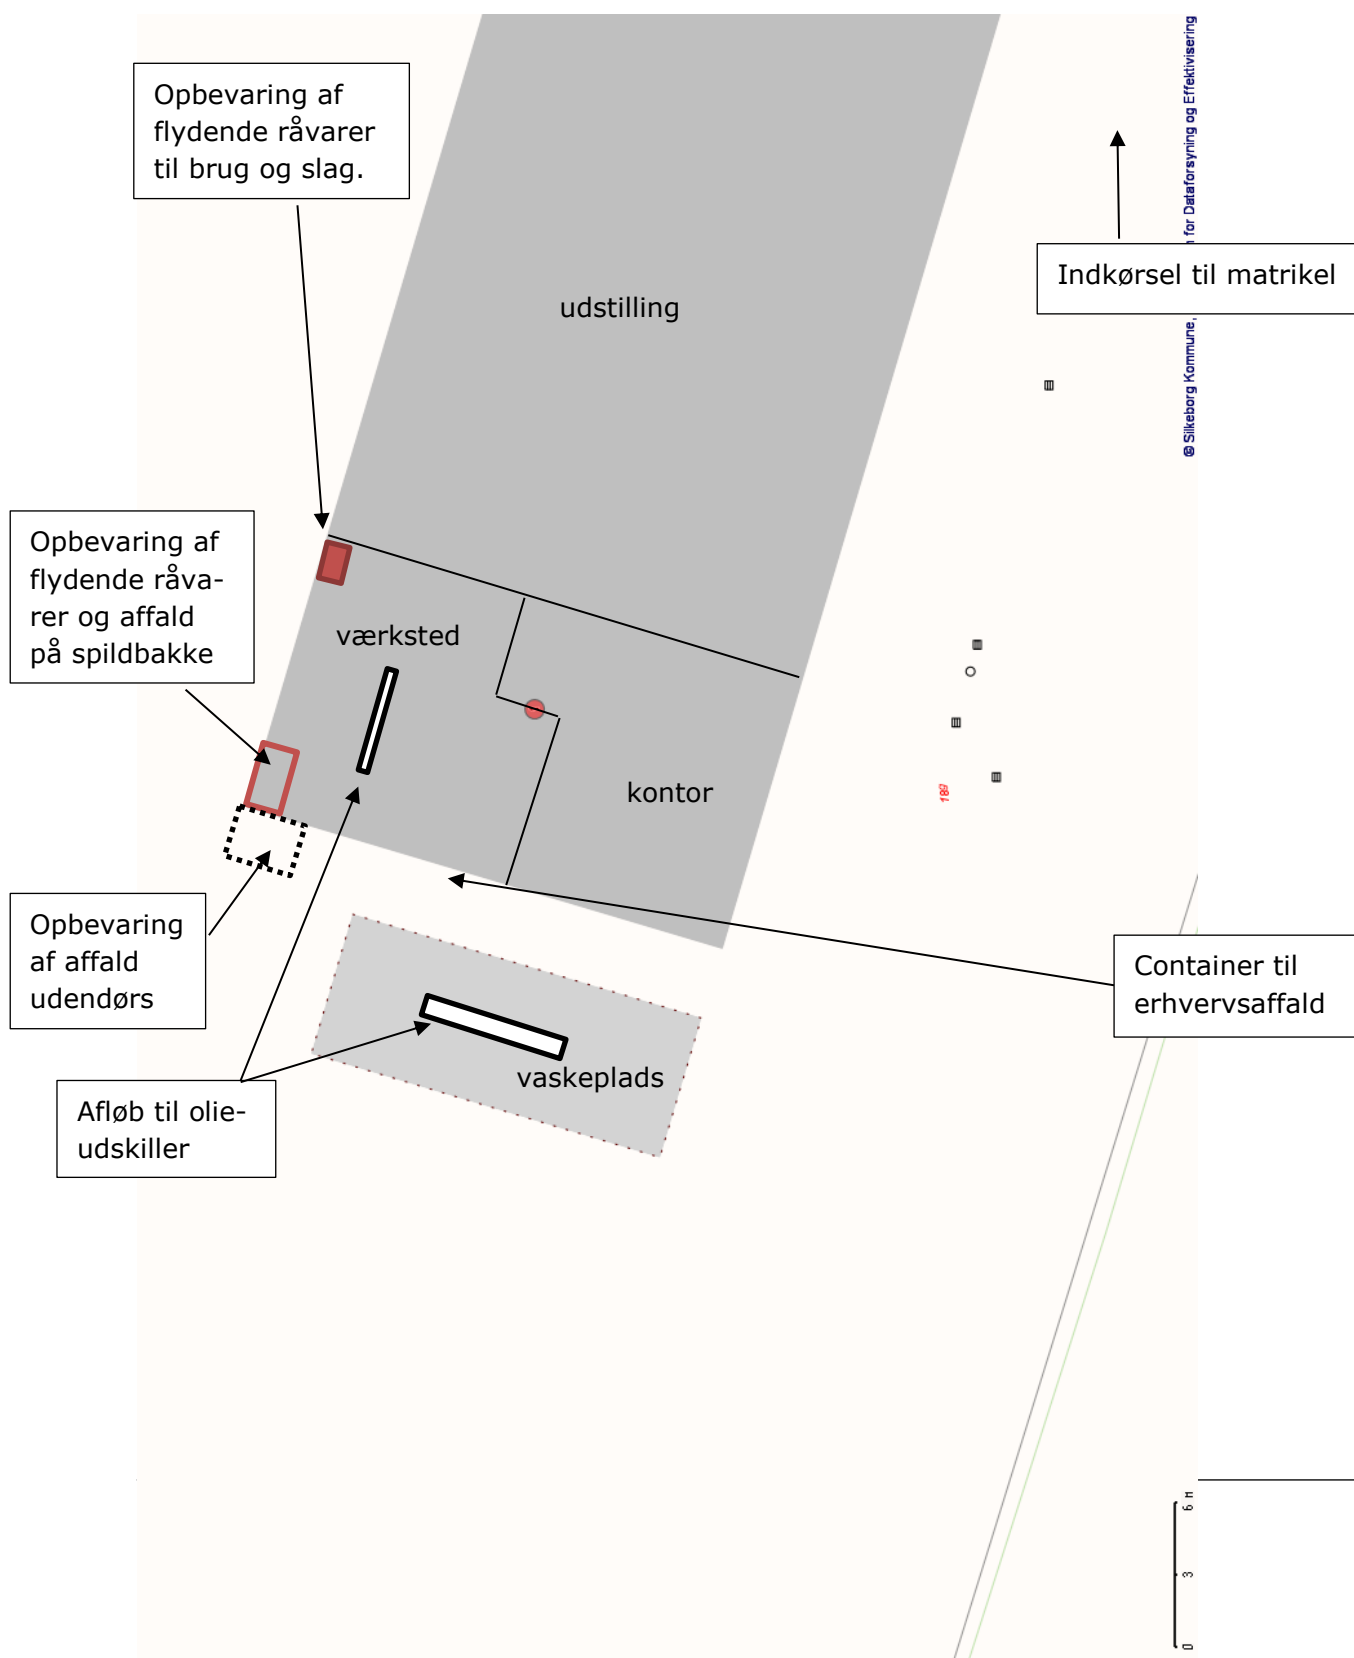 Opbevaring af
flydende råvarer
til brug og slag.
Indkørsel til matrikel
udstilling
Opbevaring af
flydende råva-
rer og affald
på spildbakke
værksted
kontor
189
Opbevaring
af affald
udendørs
Container til
erhvervsaffald
vaskeplads
Afløb til olie-
udskiller
© Silkeborg Kommune,
for Dataforsyning og Effektivisering
6 M
3
0